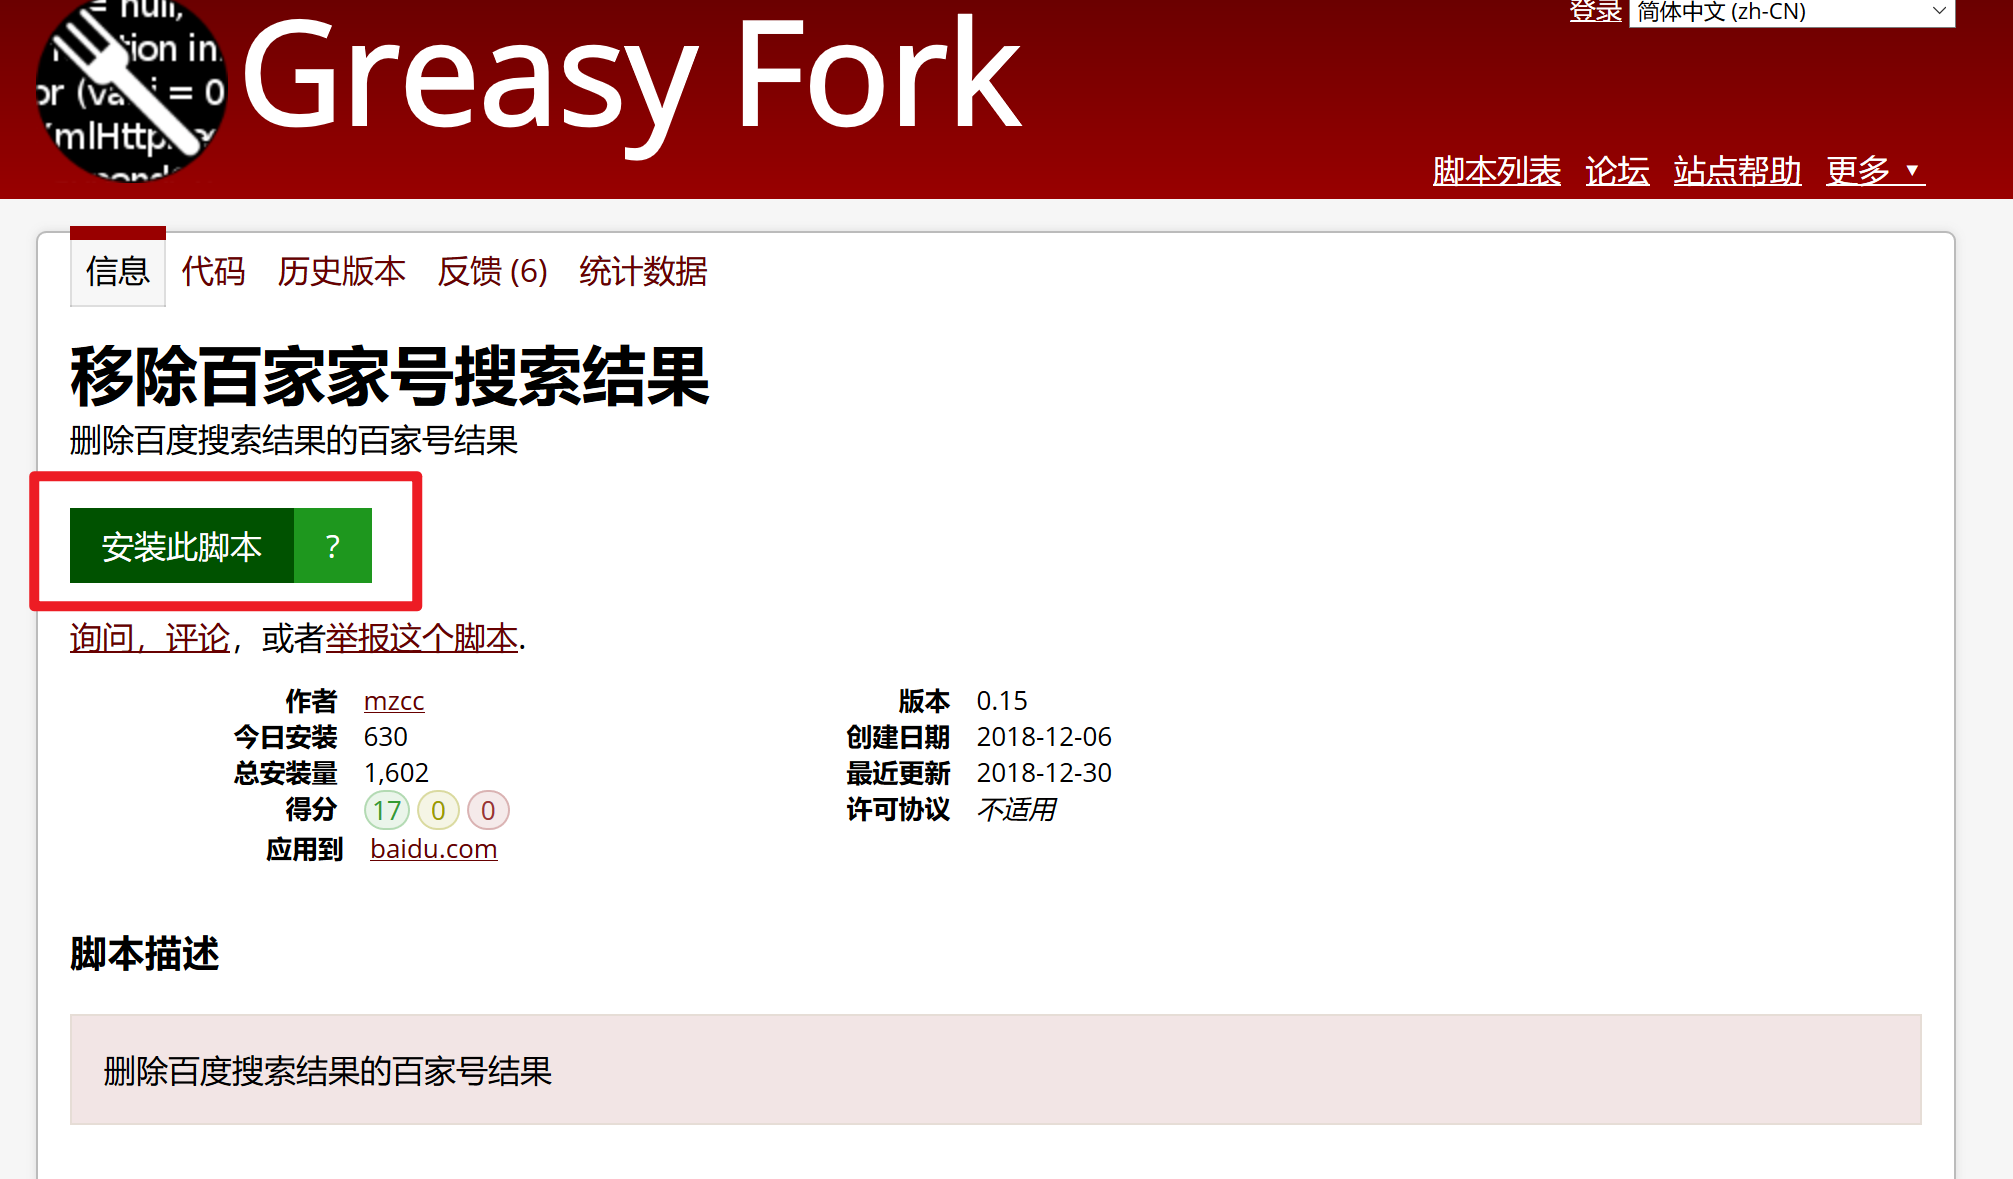 = null,
tion in
or (va i = 0
mlHttp
Greasy Fork
登录 简体中文 (zh-CN)
脚本列表 论坛 站点帮助 更多 ▼
信息 代码 历史版本 反馈 (6) 统计数据
移除百家家号搜索结果
删除百度搜索结果的百家号结果
安装此脚本 ?
询问，评论，或者举报这个脚本.
作者 mzcc 版本 0.15
今日安装 630 创建日期 2018-12-06
总安装量 1,602 最近更新 2018-12-30
得分 17 0 0 许可协议 不适用
应用到 baidu.com
脚本描述
删除百度搜索结果的百家号结果